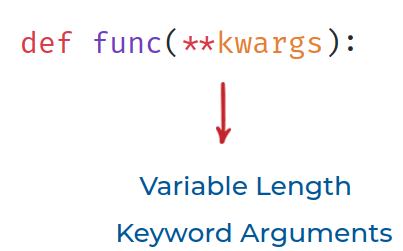 def func(**kwargs):
Variable Length
Keyword Arguments